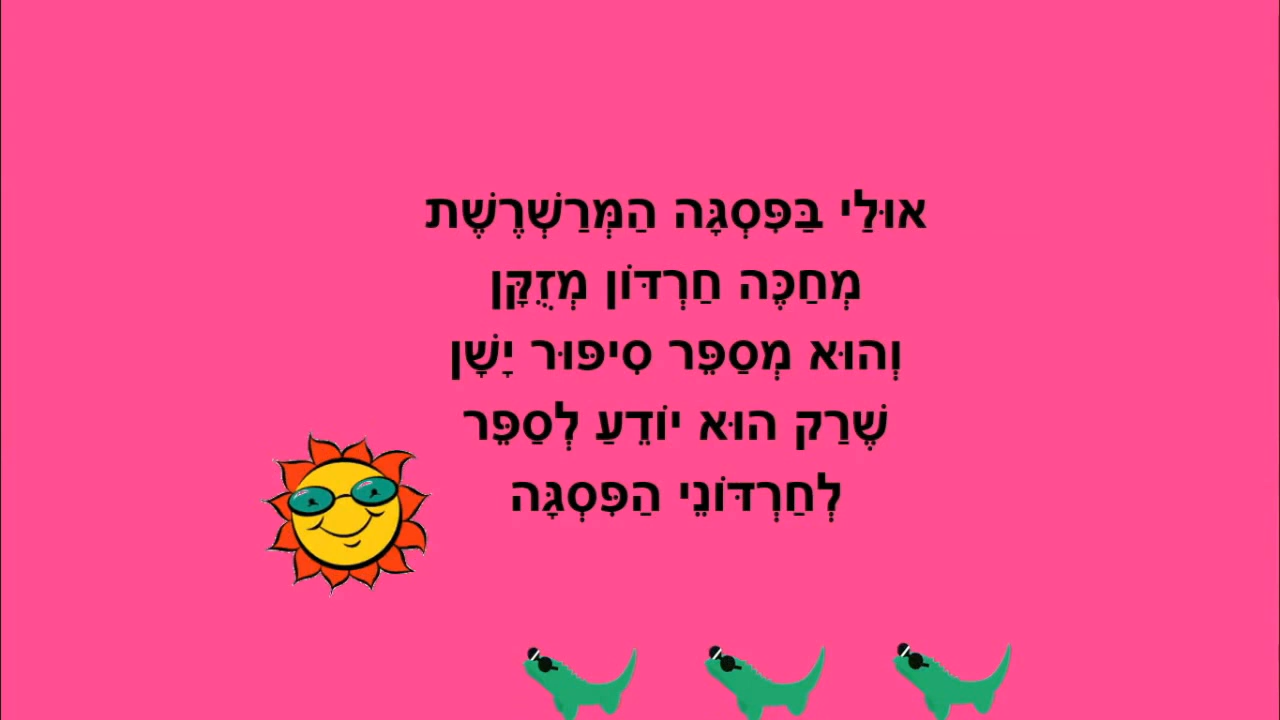 אוּלַי בַּפִּסְגָּה הַמְּרַשְׁרֶשֶׁת
מְחַכֶּה חַרְדּוֹן מְזֻקָּן
וְהוּא מְסַפֵּר סִיפּוּר יָשָׁן
שֶׁרַק הוּא יוֹדֵעַ לְסַפֵּר
לְחַרְדּוֹנֵי הַפִּסְגָּה